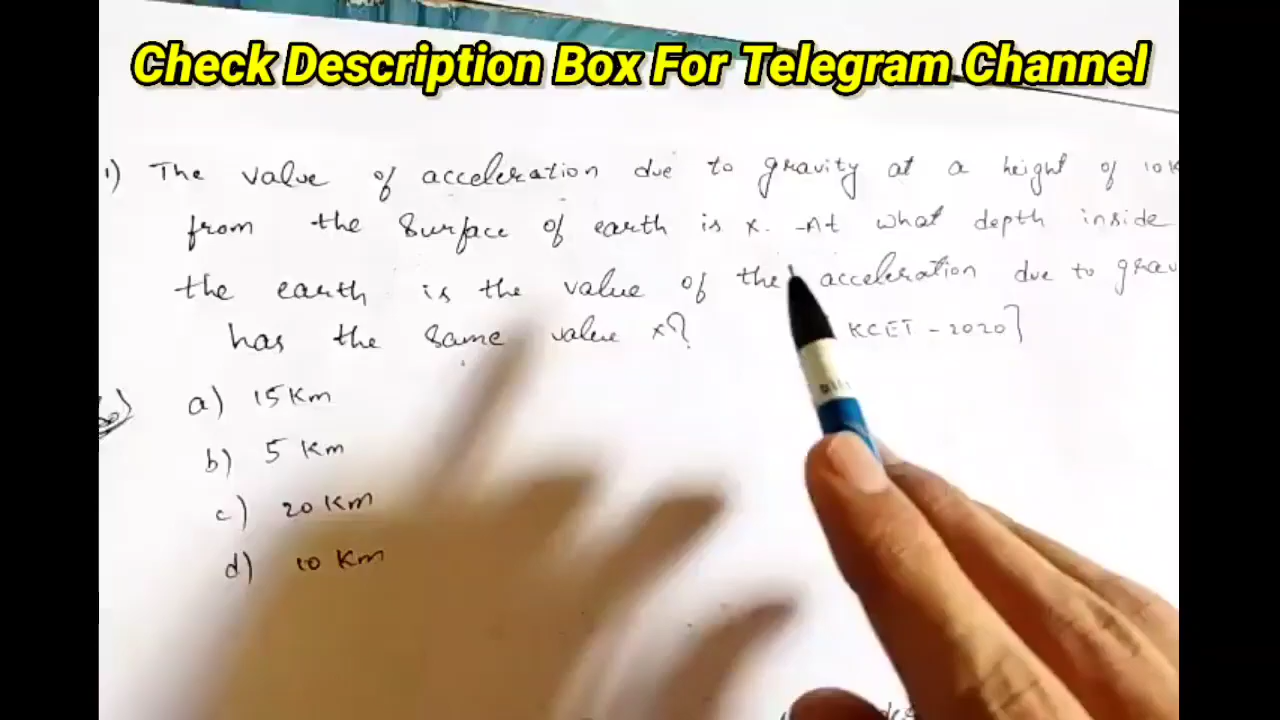 Check Description Box For Telegram Channel
1) The value of acceleration due to gravity at a height of 10K
from the surface of earth is x. At what depth inside
the earth is the value of the acceleration due to grav
has the same value x? KCET - 2020]
a) 15 Km
b) 5 Km
c) 20 Km
d) 10 Km